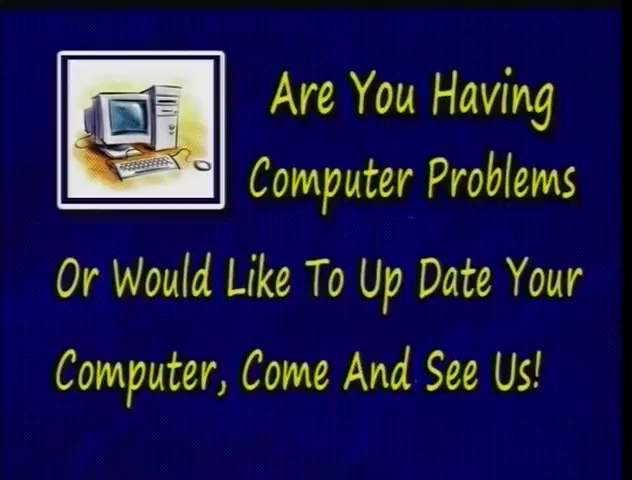 Are You Having
Computer Problems
Or Would Like To Up Date Your
Computer, Come And See Us!